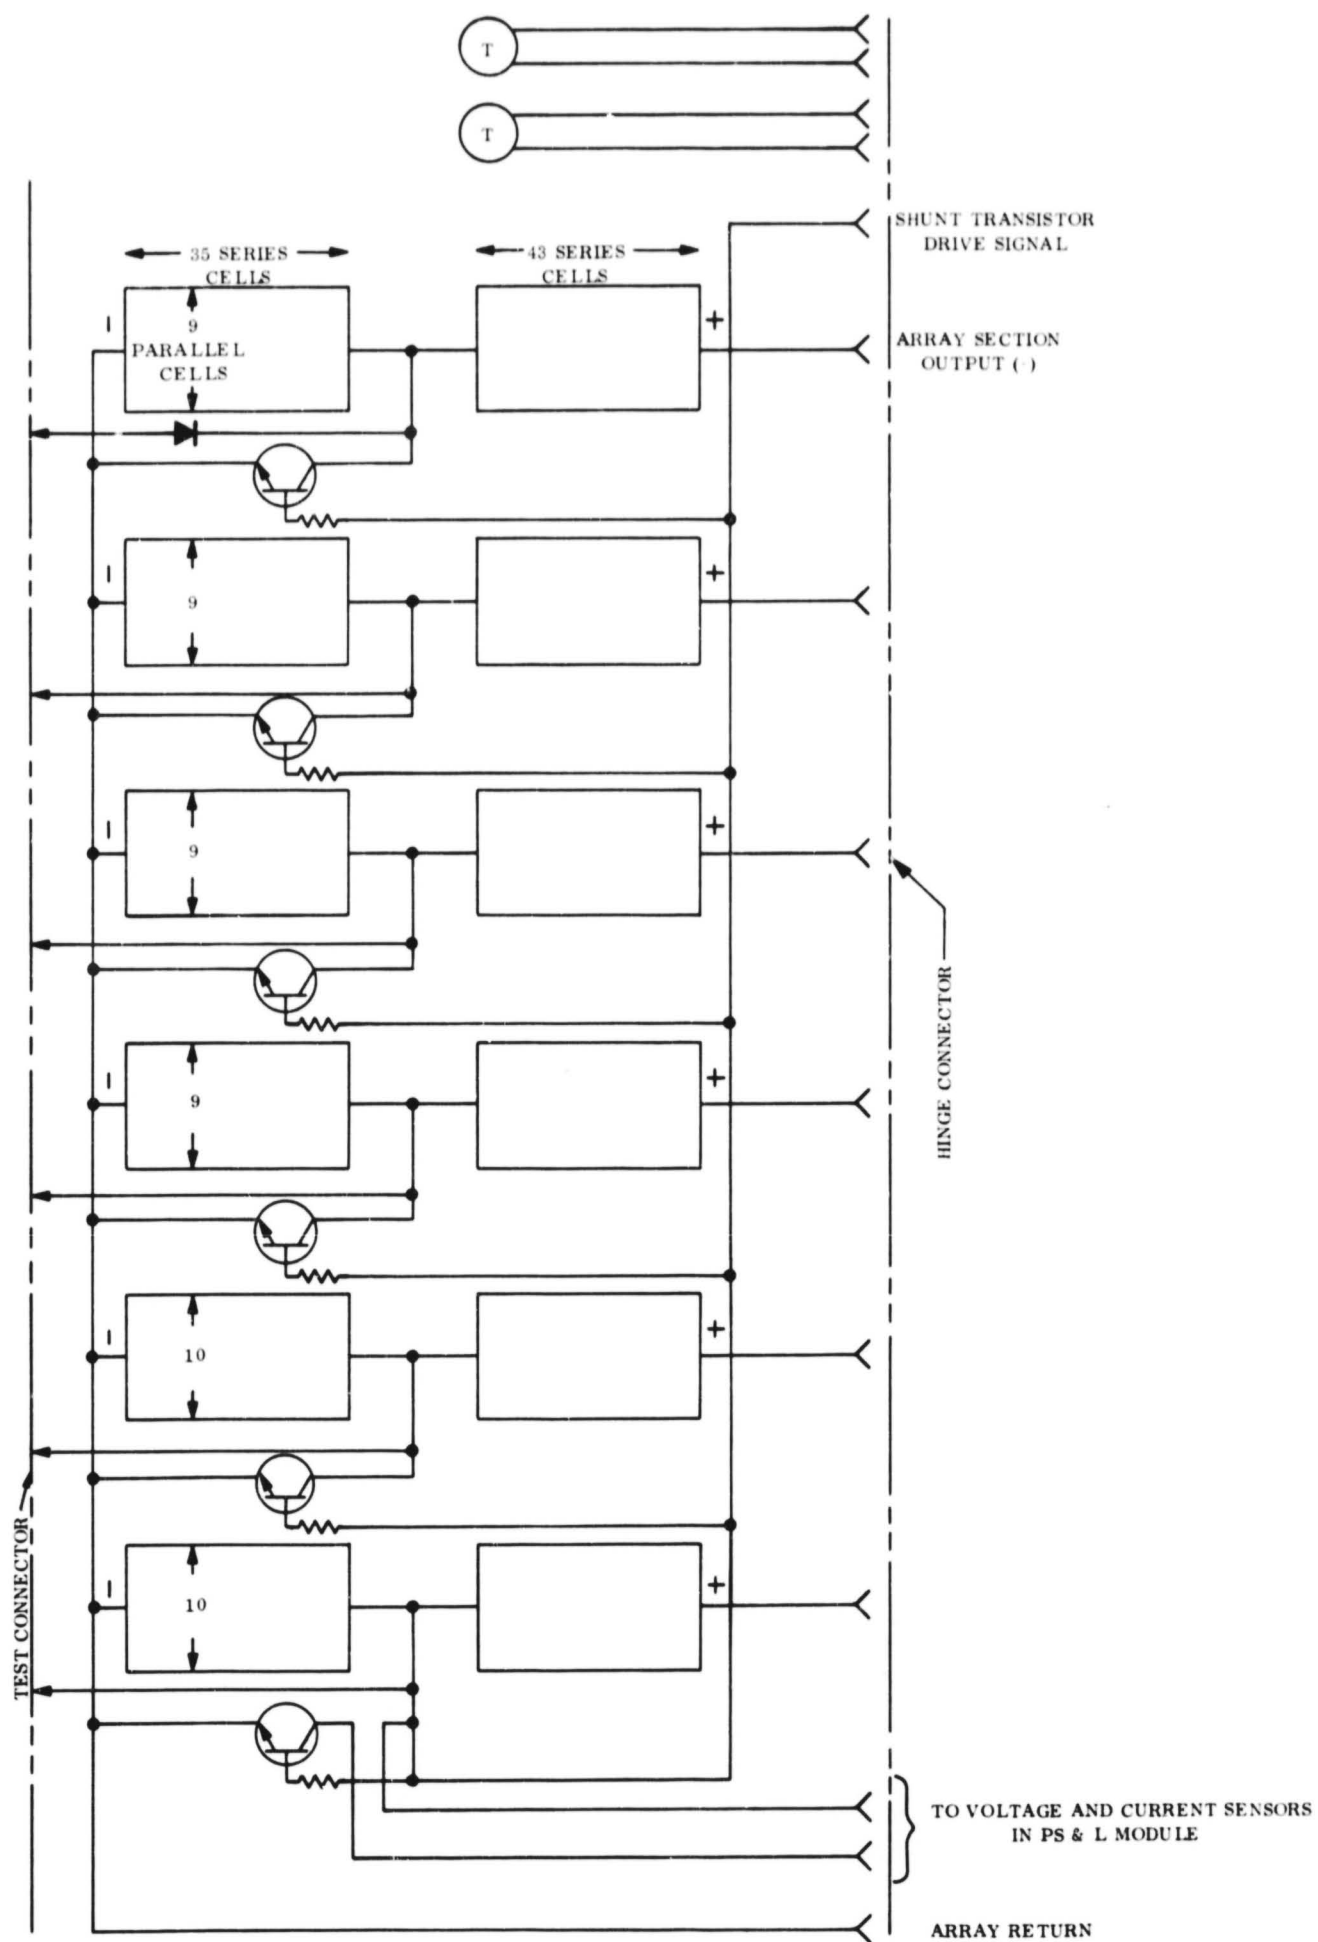 T
T
SHUNT TRANSISTOR
DRIVE SIGNAL
35 SERIES
CELLS
43 SERIES
CELLS
9
PARALLEL
CELLS
−
+
ARRAY SECTION
OUTPUT (-)
−
9
+
−
9
+
HINGE CONNECTOR
−
9
+
−
10
+
TEST CONNECTOR
−
10
+
TO VOLTAGE AND CURRENT SENSORS
IN PS & L MODULE
ARRAY RETURN